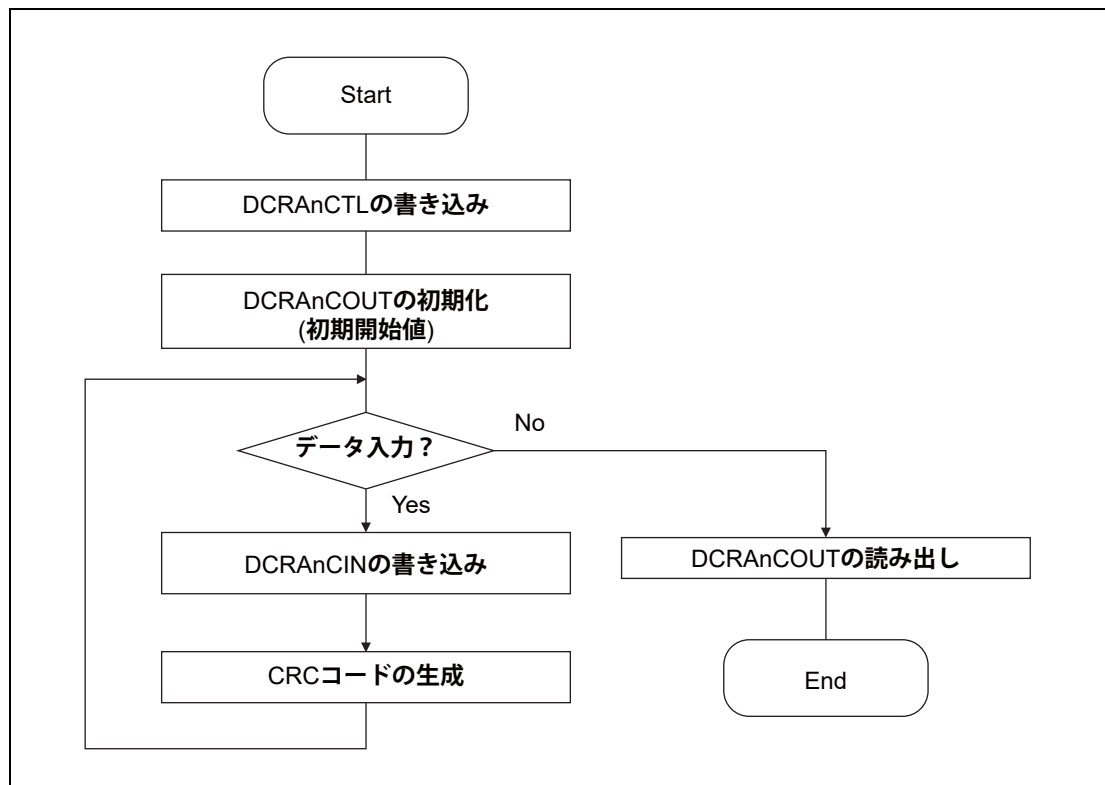 Start
DCRAnCTLの書き込み
DCRAnCOUTの初期化
(初期開始値)
データ入力？
No
Yes
DCRAnCINの書き込み
DCRAnCOUTの読み出し
CRCコードの生成
End